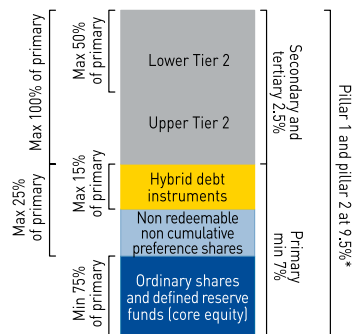 Max 100% of primary
Max 50%
of primary
Lower Tier 2
Upper Tier 2
Secondary and
tertiary 2.5%
Pillar 1 and pillar 2 at 9.5%*
Max 25%
of primary
Max 15%
of primary
Hybrid debt
instruments
Non redeemable
non cumulative
preference shares
Primary
min 7%
Min 75%
of primary
Ordinary shares
and defined reserve
funds (core equity)